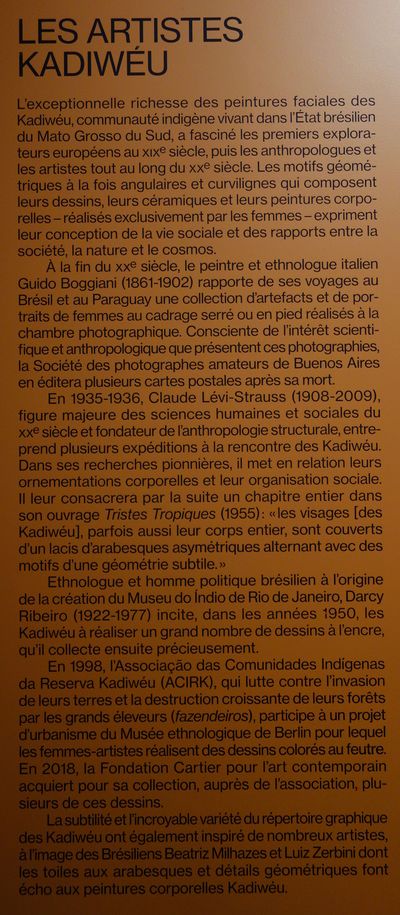 LES ARTISTES
KADIWÉU
L'exceptionnelle richesse des peintures faciales des
Kadiwéu, communauté indigène vivant dans l'État brésilien
du Mato Grosso du Sud, a fasciné les premiers explora-
teurs européens au XIXe siècle, puis les anthropologues et
les artistes tout au long du XXe siècle. Les motifs géomé-
triques à la fois angulaires et curvilignes qui composent
leurs dessins, leurs céramiques et leurs peintures corpo-
relles – réalisés exclusivement par les femmes – expriment
leur conception de la vie sociale et des rapports entre la
société, la nature et le cosmos.
À la fin du XXe siècle, le peintre et ethnologue italien
Guido Boggiani (1861-1902) rapporte de ses voyages au
Brésil et au Paraguay une collection d'artefacts et de por-
traits de femmes au cadrage serré ou en pied réalisés à la
chambre photographique. Consciente de l'intérêt scienti-
fique et anthropologique que présentent ces photographies,
la Société des photographes amateurs de Buenos Aires
en éditera plusieurs cartes postales après sa mort.
En 1935-1936, Claude Lévi-Strauss (1908-2009),
figure majeure des sciences humaines et sociales du
XXe siècle et fondateur de l'anthropologie structurale, entre-
prend plusieurs expéditions à la rencontre des Kadiwéu.
Dans ses recherches pionnières, il met en relation leurs
ornementations corporelles et leur organisation sociale.
Il leur consacrera par la suite un chapitre entier dans
son ouvrage Tristes Tropiques (1955) : « les visages [des
Kadiwéu], parfois aussi leur corps entier, sont couverts
d'un lacis d'arabesques asymétriques alternant avec des
motifs d'une géométrie subtile. »
Ethnologue et homme politique brésilien à l'origine
de la création du Museu do Índio de Rio de Janeiro, Darcy
Ribeiro (1922-1977) incite, dans les années 1950, les
Kadiwéu à réaliser un grand nombre de dessins à l'encre,
qu'il collecte ensuite précieusement.
En 1998, l'Associação das Comunidades Indígenas
da Reserva Kadiwéu (ACIRK), qui lutte contre l'invasion
de leurs terres et la destruction croissante de leurs forêts
par les grands éleveurs (fazendeiros), participe à un projet
d'urbanisme du Musée ethnologique de Berlin pour lequel
les femmes-artistes réalisent des dessins colorés au feutre.
En 2018, la Fondation Cartier pour l'art contemporain
acquiert pour sa collection, auprès de l'association, plu-
sieurs de ces dessins.
La subtilité et l'incroyable variété du répertoire graphique
des Kadiwéu ont également inspiré de nombreux artistes,
à l'image des Brésiliens Beatriz Milhazes et Luiz Zerbini dont
les toiles aux arabesques et détails géométriques font
écho aux peintures corporelles Kadiwéu.